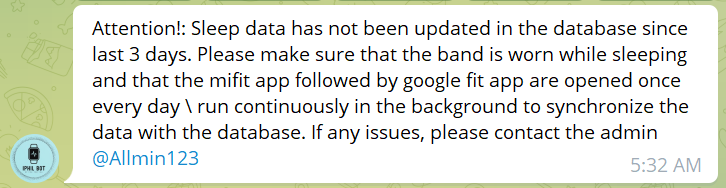 Attention!: Sleep data has not been updated in the database since
last 3 days. Please make sure that the band is worn while sleeping
and that the mifit app followed by google fit app are opened once
every day \ run continuously in the background to synchronize the
data with the database. If any issues, please contact the admin
@Allmin123
5:32 AM
IPHIL BOT